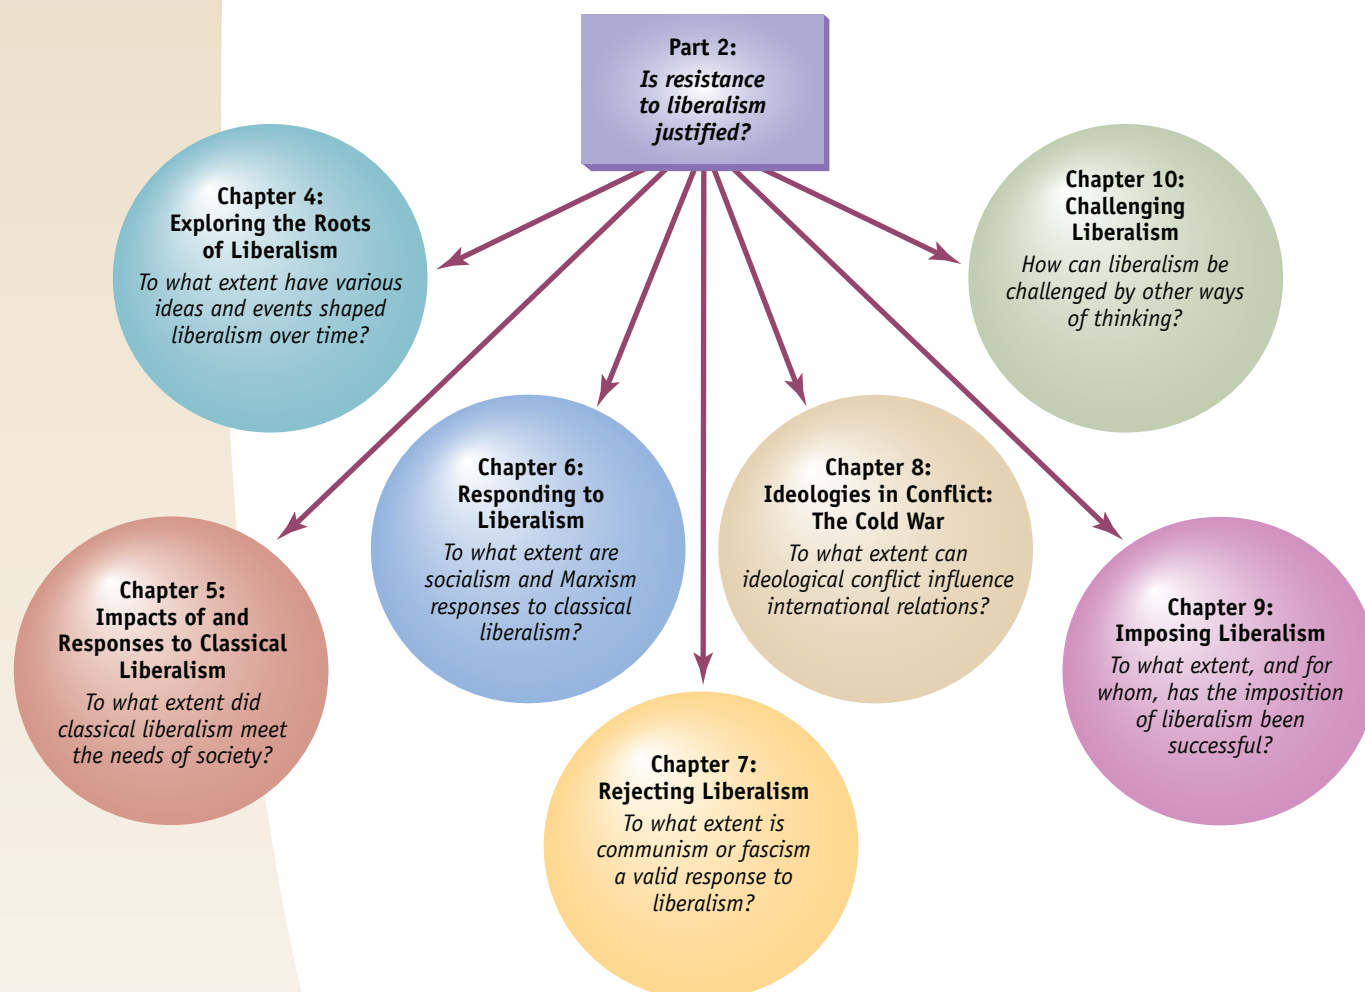 Part 2:
Is resistance
to liberalism
justified?
Chapter 4:
Exploring the Roots
of Liberalism
To what extent have various
ideas and events shaped
liberalism over time?
Chapter 5:
Impacts of and
Responses to Classical
Liberalism
To what extent did
classical liberalism meet
the needs of society?
Chapter 6:
Responding to
Liberalism
To what extent are
socialism and Marxism
responses to classical
liberalism?
Chapter 7:
Rejecting Liberalism
To what extent is
communism or fascism
a valid response to
liberalism?
Chapter 8:
Ideologies in Conflict:
The Cold War
To what extent can
ideological conflict influence
international relations?
Chapter 9:
Imposing Liberalism
To what extent, and for
whom, has the imposition
of liberalism been
successful?
Chapter 10:
Challenging
Liberalism
How can liberalism be
challenged by other ways
of thinking?